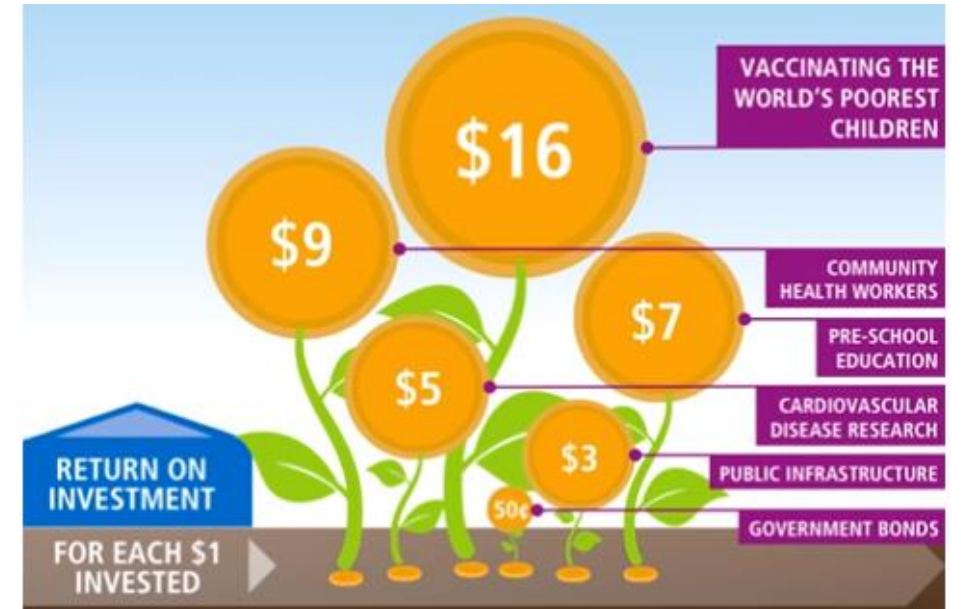 $16
VACCINATING THE
WORLD'S POOREST
CHILDREN
$9
COMMUNITY
HEALTH WORKERS
$7
PRE-SCHOOL
EDUCATION
$5
CARDIOVASCULAR
DISEASE RESEARCH
$3
PUBLIC INFRASTRUCTURE
50¢
GOVERNMENT BONDS
RETURN ON
INVESTMENT
FOR EACH $1
INVESTED